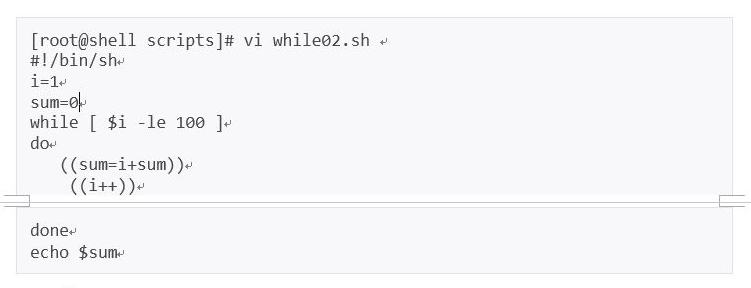 [root@shell scripts]# vi while02.sh
#!/bin/sh
i=1
sum=0
while [ $i -le 100 ]
do
((sum=i+sum))
((i++))
done
echo $sum